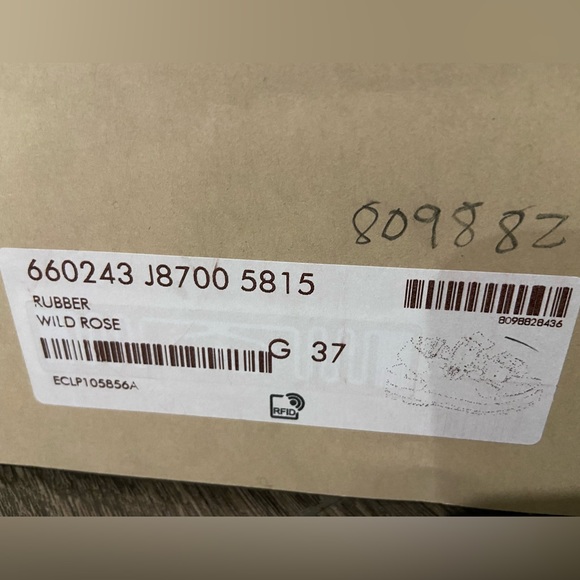 809882
660243 J8700 5815
RUBBER
WILD ROSE
8098828436
G 37
ECLP105856A
RFID